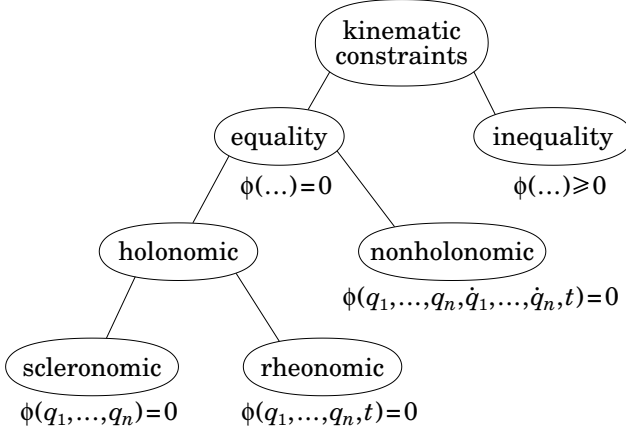 kinematic
constraints
equality
inequality
ϕ(...)=0
ϕ(...)⩾0
holonomic
nonholonomic
ϕ(q₁,...,qₙ,q̇₁,...,q̇ₙ,t)=0
scleronomic
rheonomic
ϕ(q₁,...,qₙ)=0
ϕ(q₁,...,qₙ,t)=0